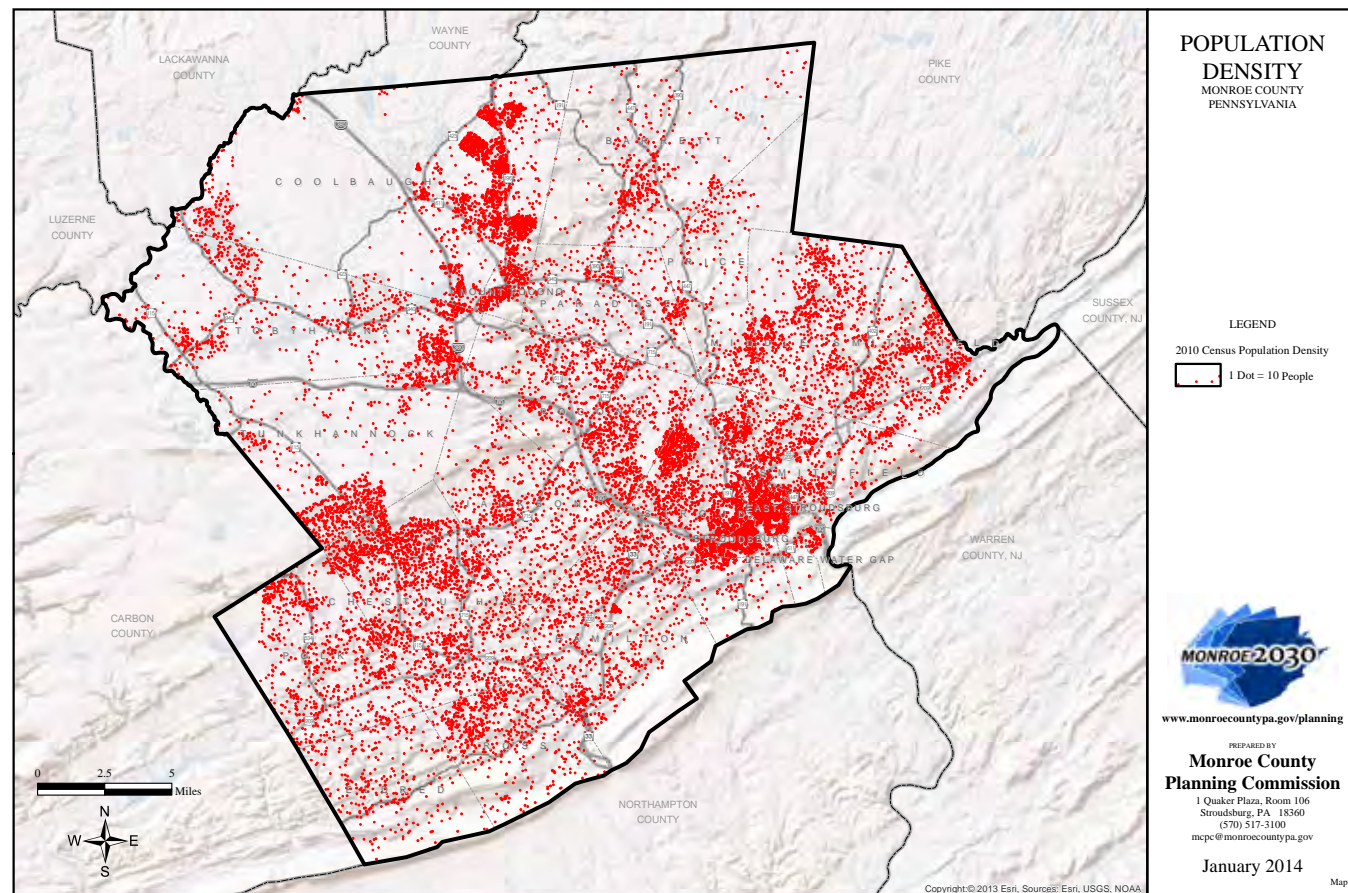 WAYNE
COUNTY
LACKAWANNA
COUNTY
PIKE
COUNTY
LUZERNE
COUNTY
SUSSEX
COUNTY, NJ
WARREN
COUNTY, NJ
CARBON
COUNTY
NORTHAMPTON
COUNTY
COOLBAUGH
BARRETT
PRICE
PARADISE
TOBYHANNA
TUNKHANNOCK
SMITHFIELD
EAST STROUDSBURG
STROUDSBURG
DELAWARE WATER GAP
HAMILTON
ROSS
ELDRED
0 2.5 5
Miles
N
W E
S
Copyright:© 2013 Esri, Sources: Esri, USGS, NOAA
POPULATION
DENSITY
MONROE COUNTY
PENNSYLVANIA
LEGEND
2010 Census Population Density
1 Dot = 10 People
MONROE 2030
www.monroecountypa.gov/planning
PREPARED BY
Monroe County
Planning Commission
1 Quaker Plaza, Room 106
Stroudsburg, PA 18360
(570) 517-3100
mcpc@monroecountypa.gov
January 2014
Map